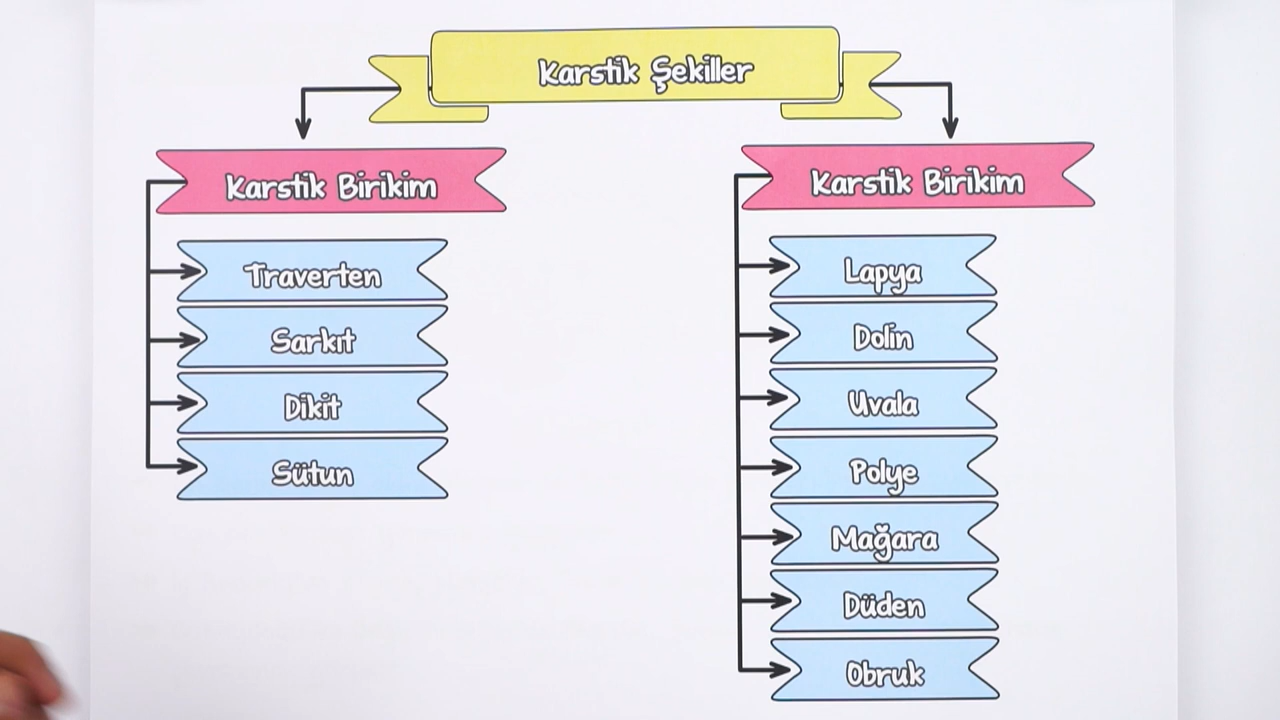 Karstik Şekiller
Karstik Birikim
Traverten
Sarkıt
Dikit
Sütun
Karstik Birikim
Lapya
Dolin
Uvala
Polye
Mağara
Düden
Obruk